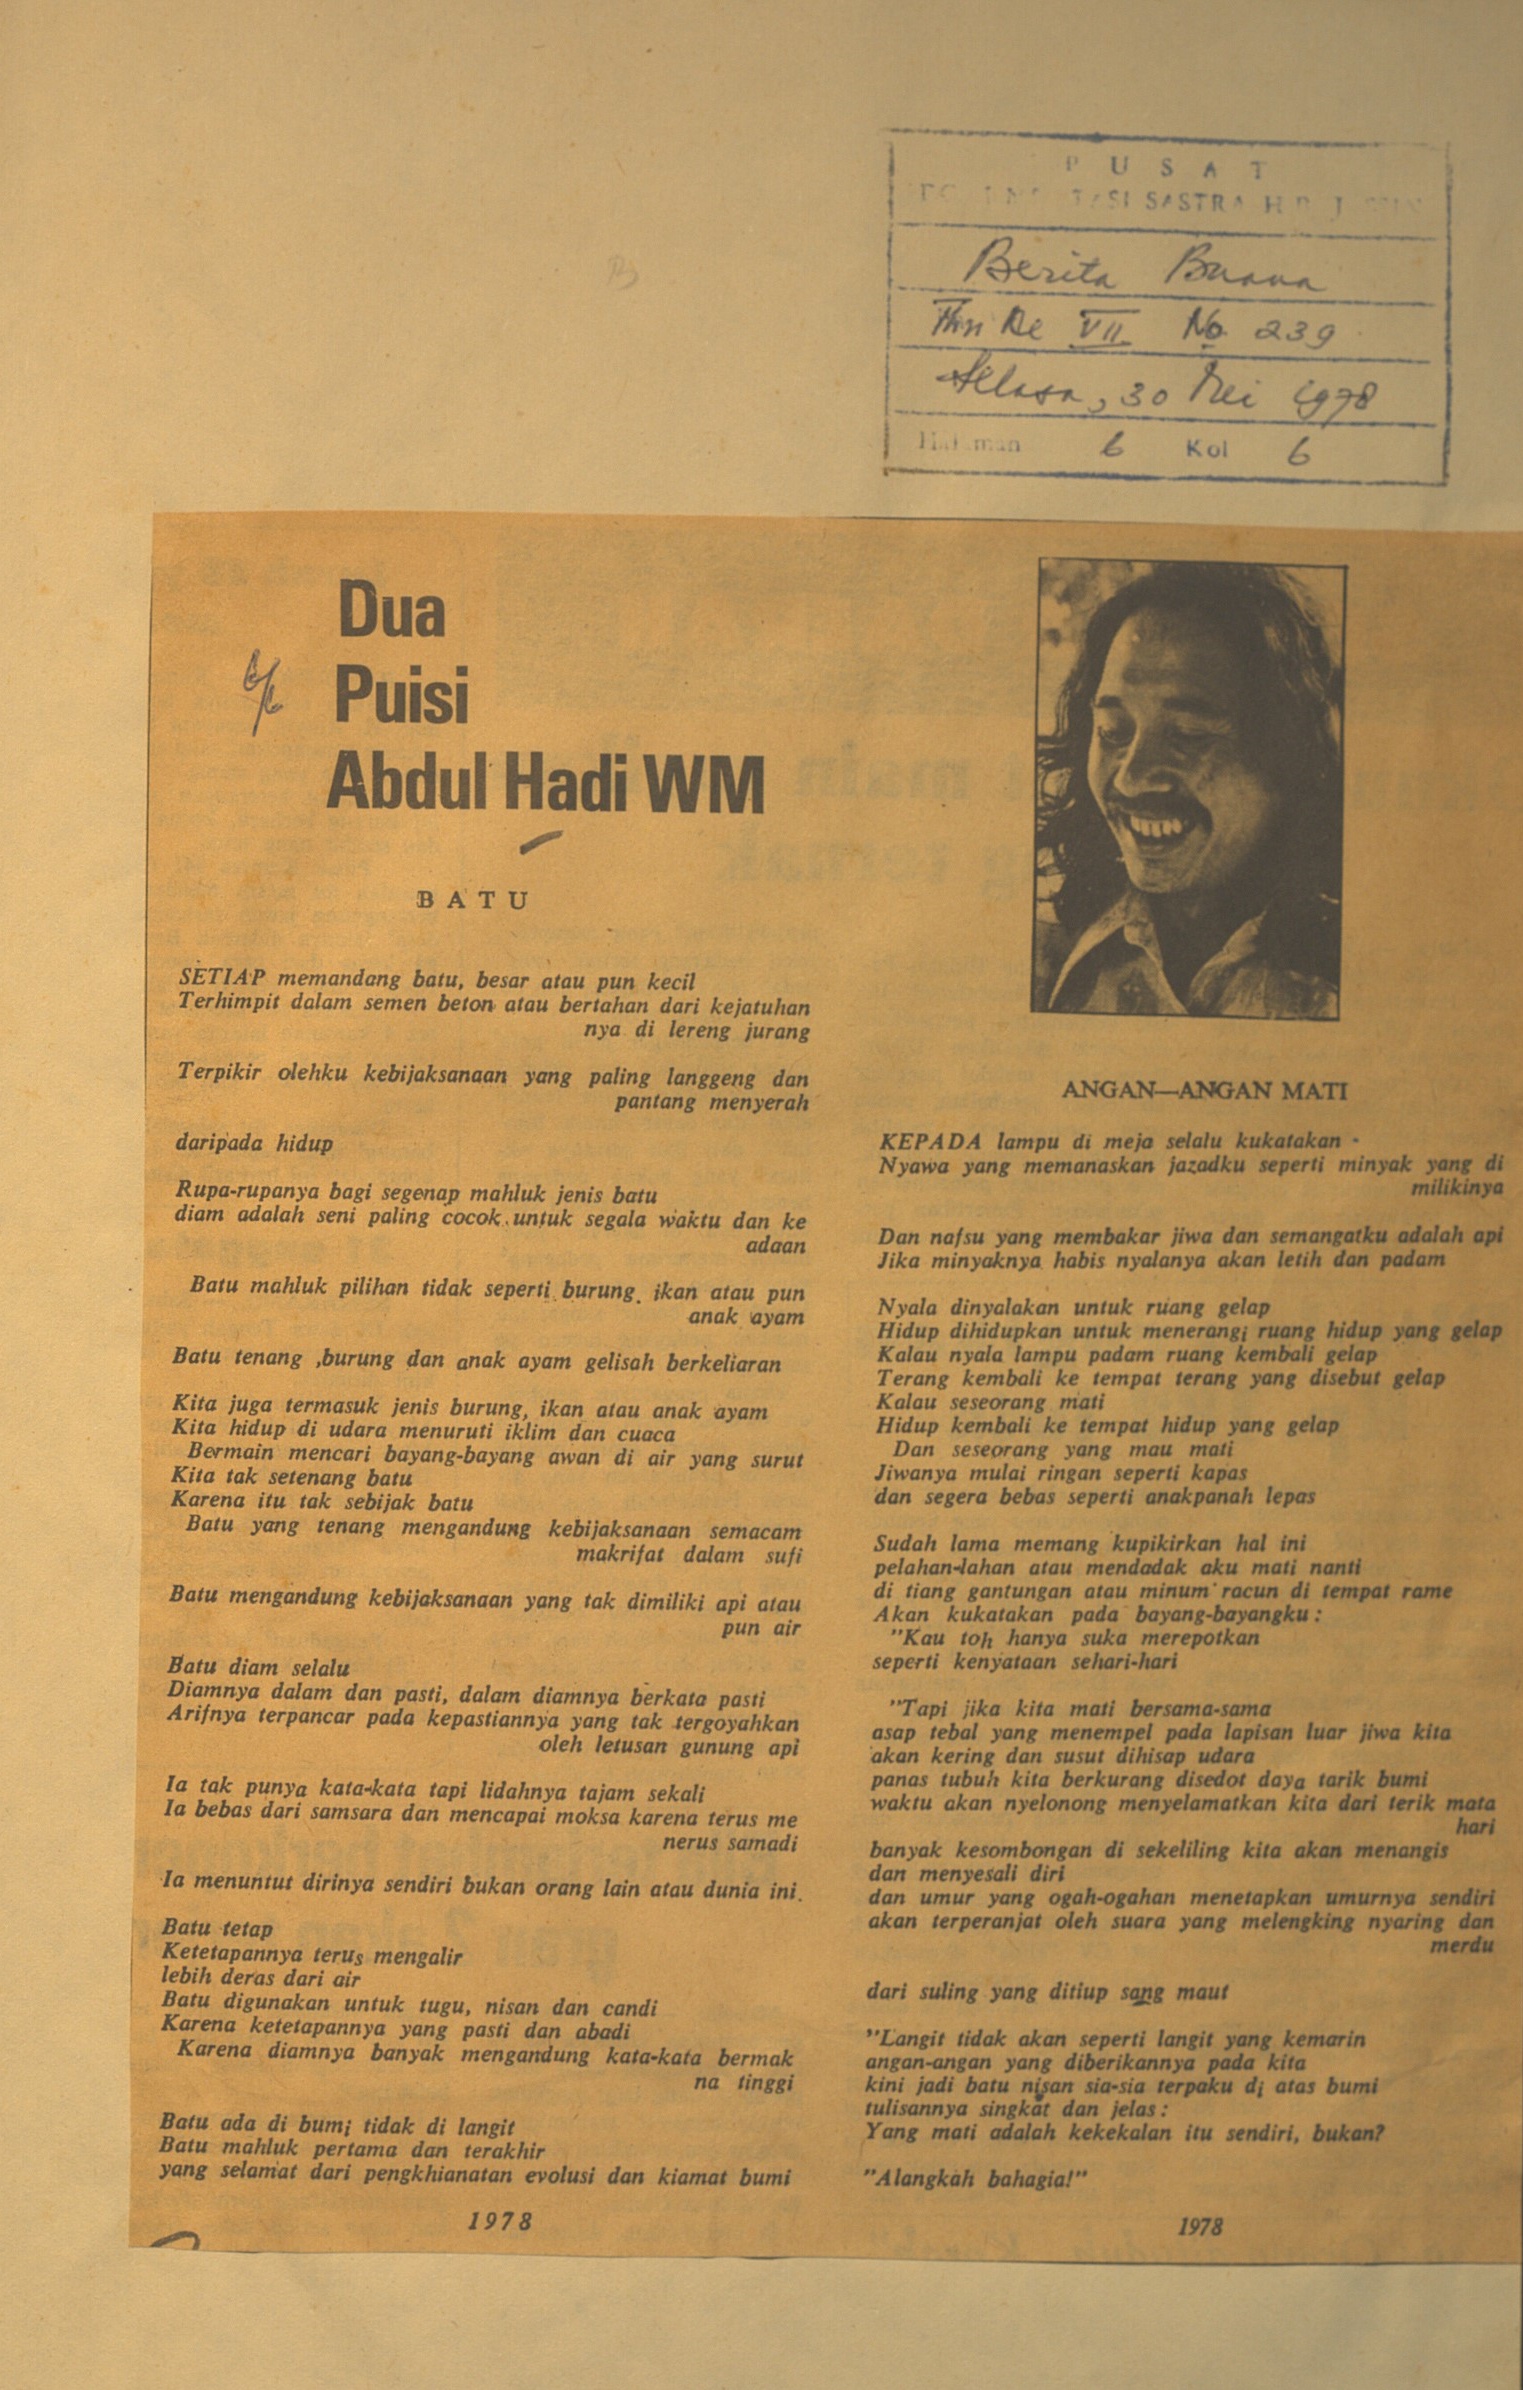 P U S A T
SASTRA H
Berita Buana
Thn Ke VII No 239
Selasa, 30 Mei 1978
Halaman 6 Kol 6
Dua
Puisi
Abdul Hadi WM
6/6
B A T U
SETIAP memandang batu, besar atau pun kecil
Terhimpit dalam semen beton atau bertahan dari kejatuhan
nya di lereng jurang
Terpikir olehku kebijaksanaan yang paling langgeng dan
pantang menyerah
daripada hidup
Rupa-rupanya bagi segenap mahluk jenis batu
diam adalah seni paling cocok untuk segala waktu dan ke
adaan
Batu mahluk pilihan tidak seperti burung, ikan atau pun
anak ayam
Batu tenang ,burung dan anak ayam gelisah berkeliaran
Kita juga termasuk jenis burung, ikan atau anak ayam
Kita hidup di udara menuruti iklim dan cuaca
Bermain mencari bayang-bayang awan di air yang surut
Kita tak setenang batu
Karena itu tak sebijak batu
Batu yang tenang mengandung kebijaksanaan semacam
makrifat dalam sufi
Batu mengandung kebijaksanaan yang tak dimiliki api atau
pun air
Batu diam selalu
Diamnya dalam dan pasti, dalam diamnya berkata pasti
Arifnya terpancar pada kepastiannya yang tak tergoyahkan
oleh letusan gunung api
Ia tak punya kata-kata tapi lidahnya tajam sekali
Ia bebas dari samsara dan mencapai moksa karena terus me
nerus samadi
Ia menuntut dirinya sendiri bukan orang lain atau dunia ini.
Batu tetap
Ketetapannya terus mengalir
lebih deras dari air
Batu digunakan untuk tugu, nisan dan candi
Karena ketetapannya yang pasti dan abadi
Karena diamnya banyak mengandung kata-kata bermak
na tinggi
Batu ada di bumi tidak di langit
Batu mahluk pertama dan terakhir
yang selamat dari pengkhianatan evolusi dan kiamat bumi
1978
ANGAN—ANGAN MATI
KEPADA lampu di meja selalu kukatakan -
Nyawa yang memanaskan jazadku seperti minyak yang di
milikinya
Dan nafsu yang membakar jiwa dan semangatku adalah api
Jika minyaknya habis nyalanya akan letih dan padam
Nyala dinyalakan untuk ruang gelap
Hidup dihidupkan untuk menerangi ruang hidup yang gelap
Kalau nyala lampu padam ruang kembali gelap
Terang kembali ke tempat terang yang disebut gelap
Kalau seseorang mati
Hidup kembali ke tempat hidup yang gelap
Dan seseorang yang mau mati
Jiwanya mulai ringan seperti kapas
dan segera bebas seperti anakpanah lepas
Sudah lama memang kupikirkan hal ini
pelahan-lahan atau mendadak aku mati nanti
di tiang gantungan atau minum racun di tempat rame
Akan kukatakan pada bayang-bayangku :
"Kau toh hanya suka merepotkan
seperti kenyataan sehari-hari
"Tapi jika kita mati bersama-sama
asap tebal yang menempel pada lapisan luar jiwa kita
akan kering dan susut dihisap udara
panas tubuh kita berkurang disedot daya tarik bumi
waktu akan nyelonong menyelamatkan kita dari terik mata
hari
banyak kesombongan di sekeliling kita akan menangis
dan menyesali diri
dan umur yang ogah-ogahan menetapkan umurnya sendiri
akan terperanjat oleh suara yang melengking nyaring dan
merdu
dari suling yang ditiup sang maut
"Langit tidak akan seperti langit yang kemarin
angan-angan yang diberikannya pada kita
kini jadi batu nisan sia-sia terpaku di atas bumi
tulisannya singkat dan jelas :
Yang mati adalah kekekalan itu sendiri, bukan?
"Alangkah bahagia!"
1978